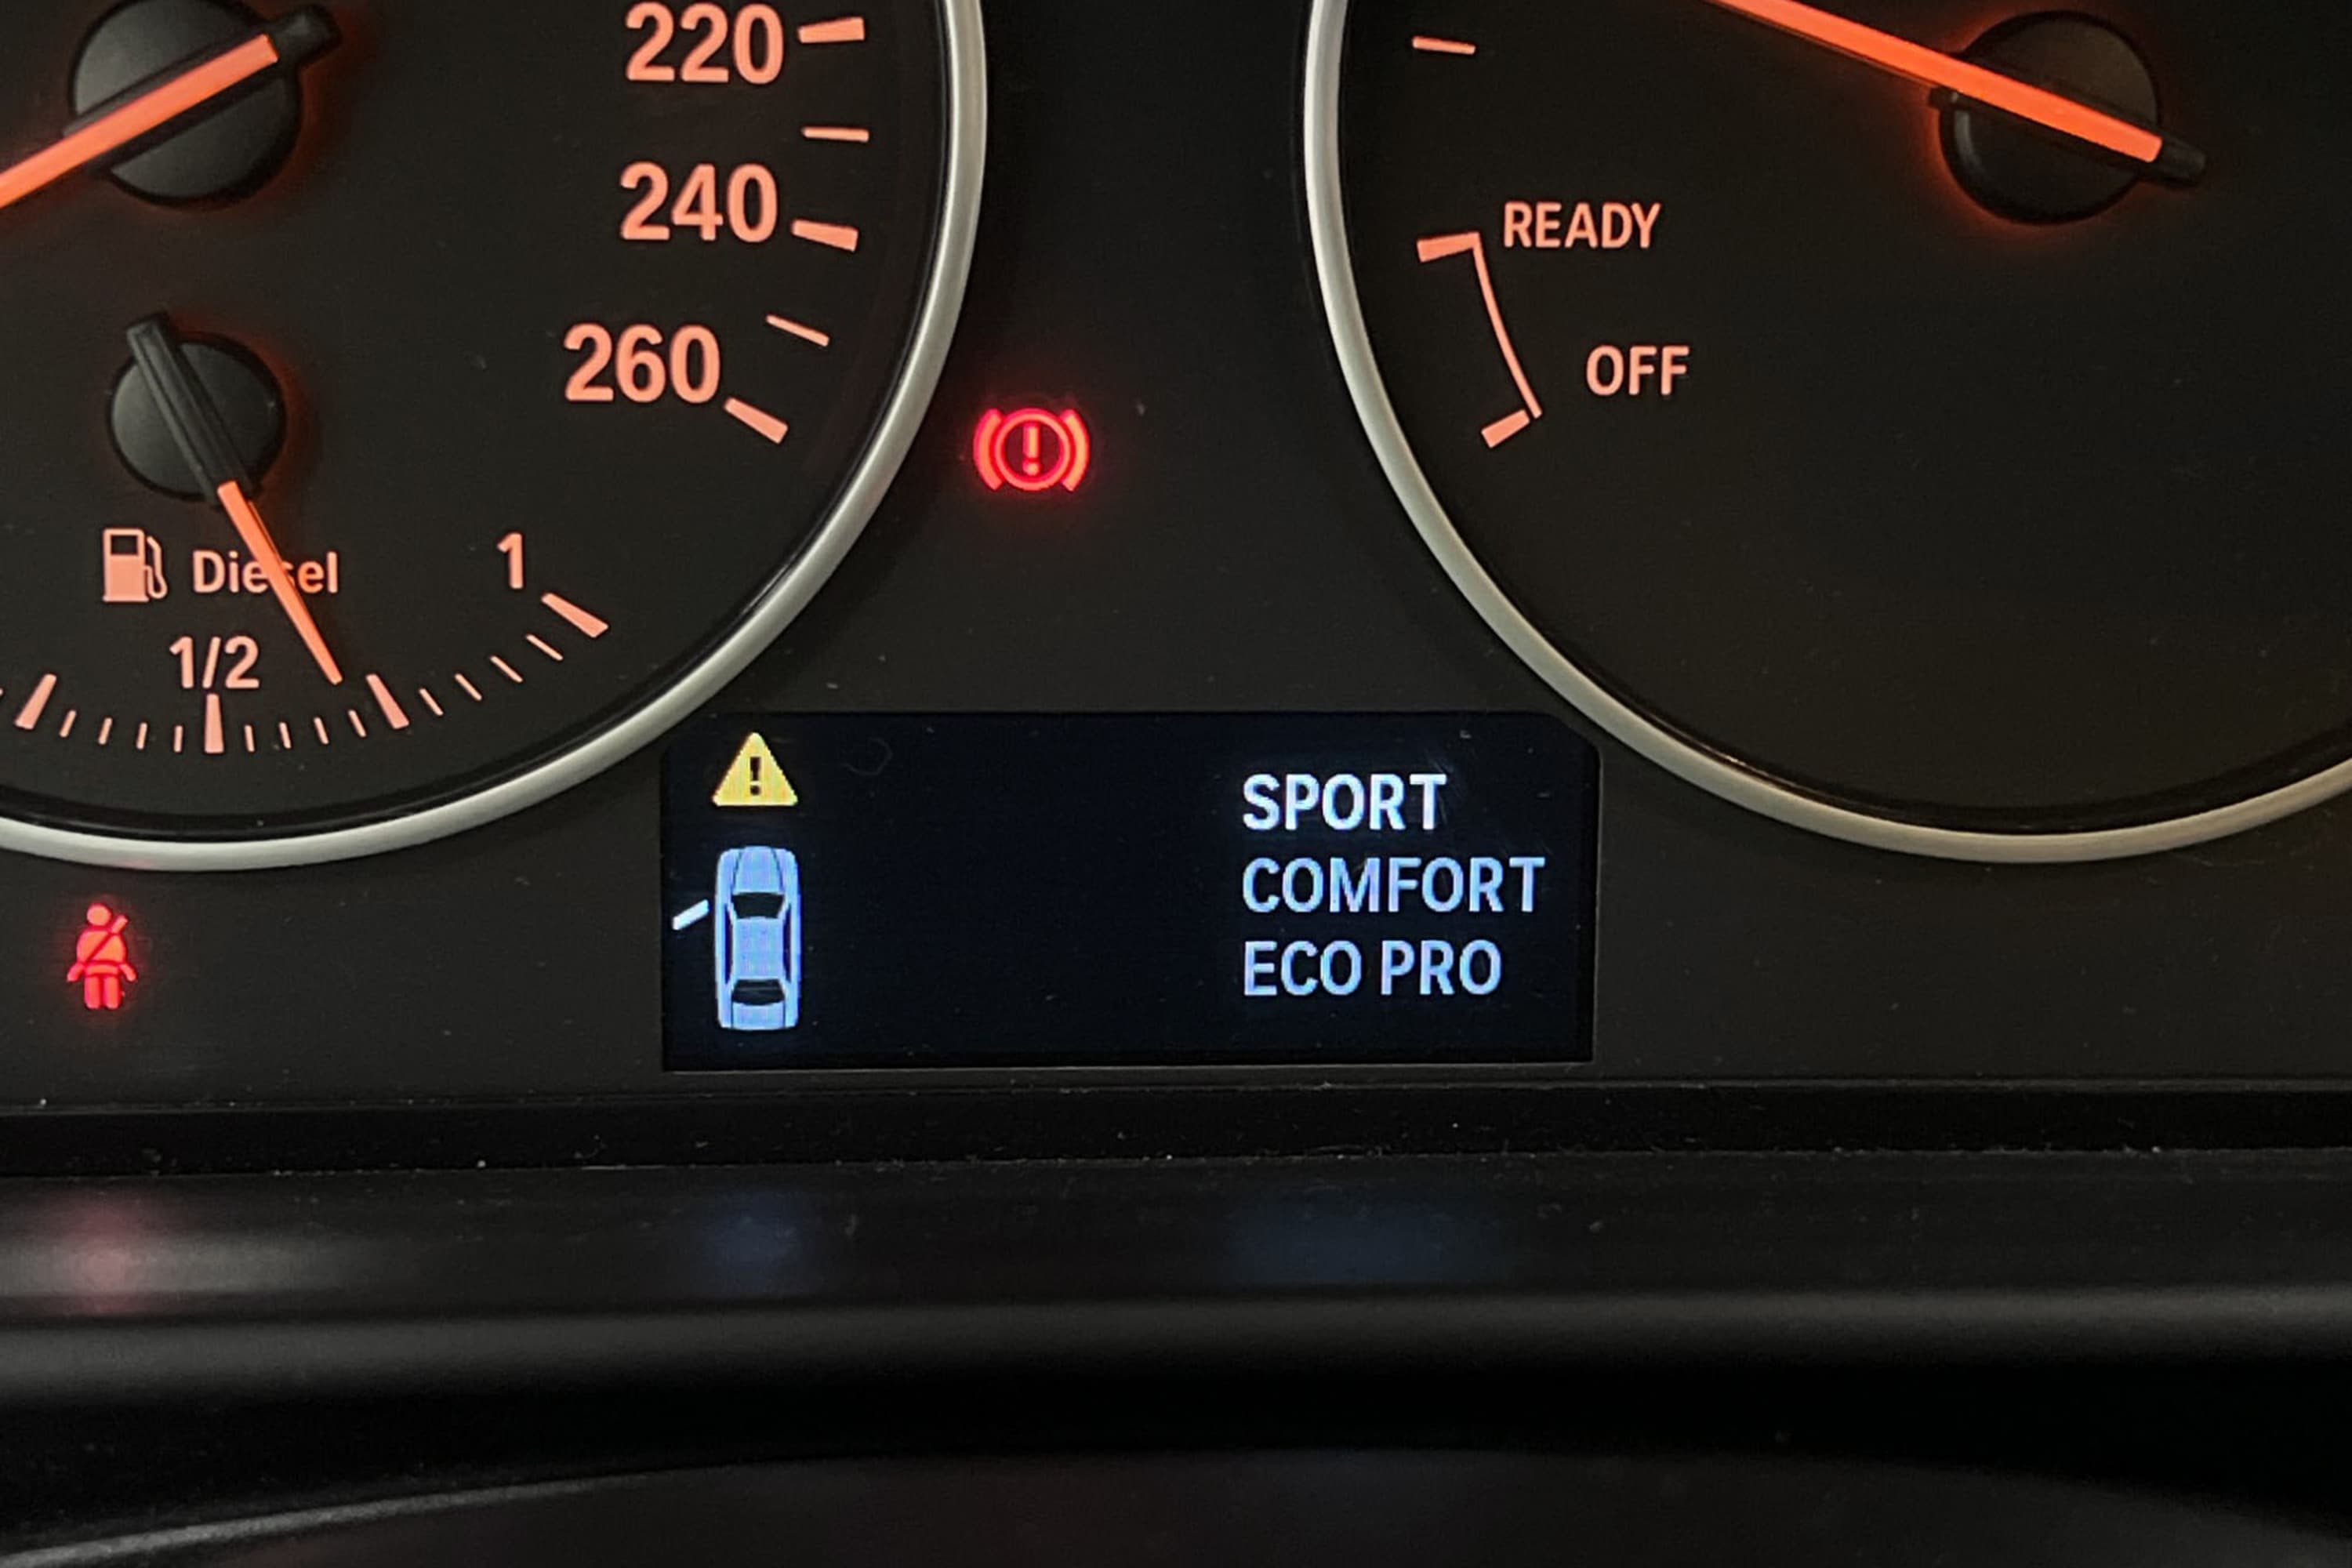 220
240
260
Diesel
1/2
1
READY
OFF
SPORT
COMFORT
ECO PRO